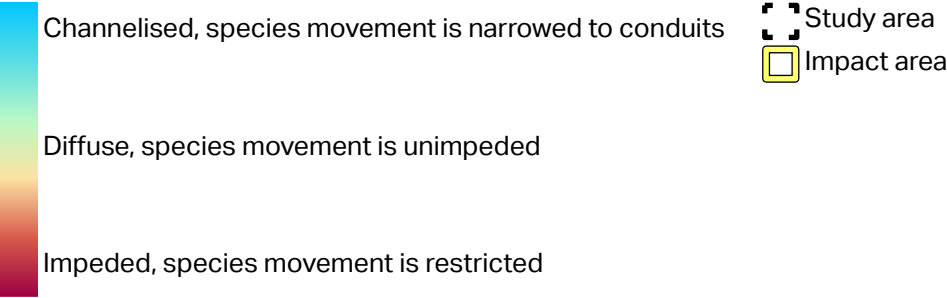 Channelised, species movement is narrowed to conduits
Diffuse, species movement is unimpeded
Impeded, species movement is restricted
Study area
Impact area